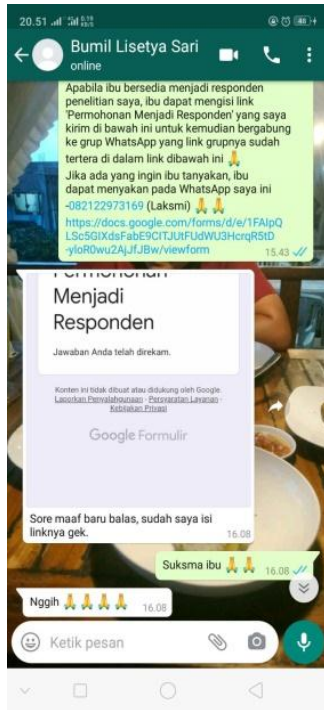 20.51
40
Bumil Lisetya Sari
online
Apabila ibu bersedia menjadi responden
penelitian saya, ibu dapat mengisi link
'Permohonan Menjadi Responden' yang saya
kirim di bawah ini untuk kemudian bergabung
ke grup WhatsApp yang link grupnya sudah
tertera di dalam link dibawah ini 🙏
Jika ada yang ingin ibu tanyakan, ibu
dapat menyakan pada WhatsApp saya ini
-082122973169 (Laksmi) 🙏 🙏
https://docs.google.com/forms/d/e/1FAIpQ
LSc5GIXdsFabE9CITJUtFUdWU3HcrqR5tD
-yloR0wu2AjJfJBw/viewform
15.43
Permohonan
Menjadi
Responden
Jawaban Anda telah direkam.
Konten ini tidak dibuat atau didukung oleh Google.
Laporkan Penyalahgunaan - Persyaratan Layanan -
Kebijakan Privasi
Google Formulir
Sore maaf baru balas, sudah saya isi
linknya gek.
16.08
Suksma ibu 🙏 🙏
16.08
Nggih 🙏 🙏 🙏 🙏
16.08
Ketik pesan